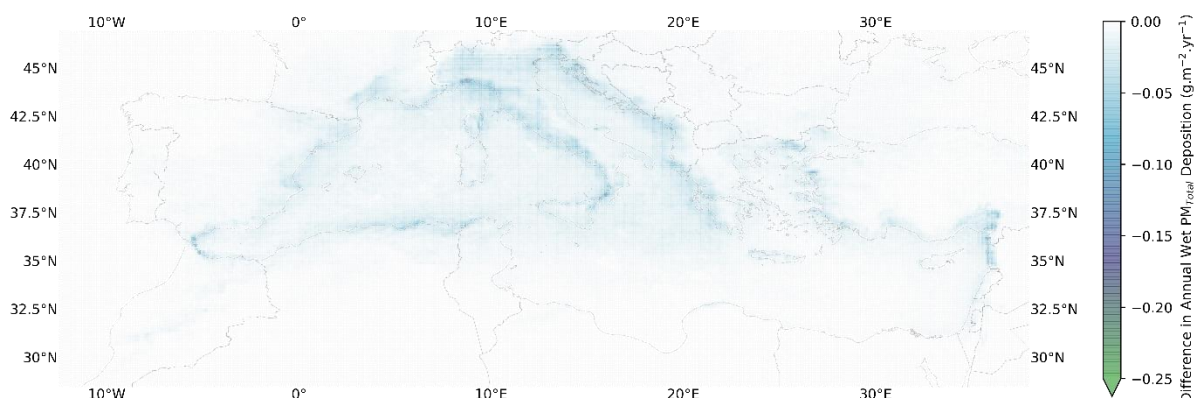 10°W 0° 10°E 20°E 30°E
0.00
45°N 45°N
−0.05
42.5°N 42.5°N
40°N 40°N
−0.10
37.5°N 37.5°N
−0.15
35°N 35°N
32.5°N 32.5°N
−0.20
30°N 30°N
−0.25
10°W 0° 10°E 20°E 30°E
Difference in Annual Wet PM_Total Deposition (g.m⁻².yr⁻¹)